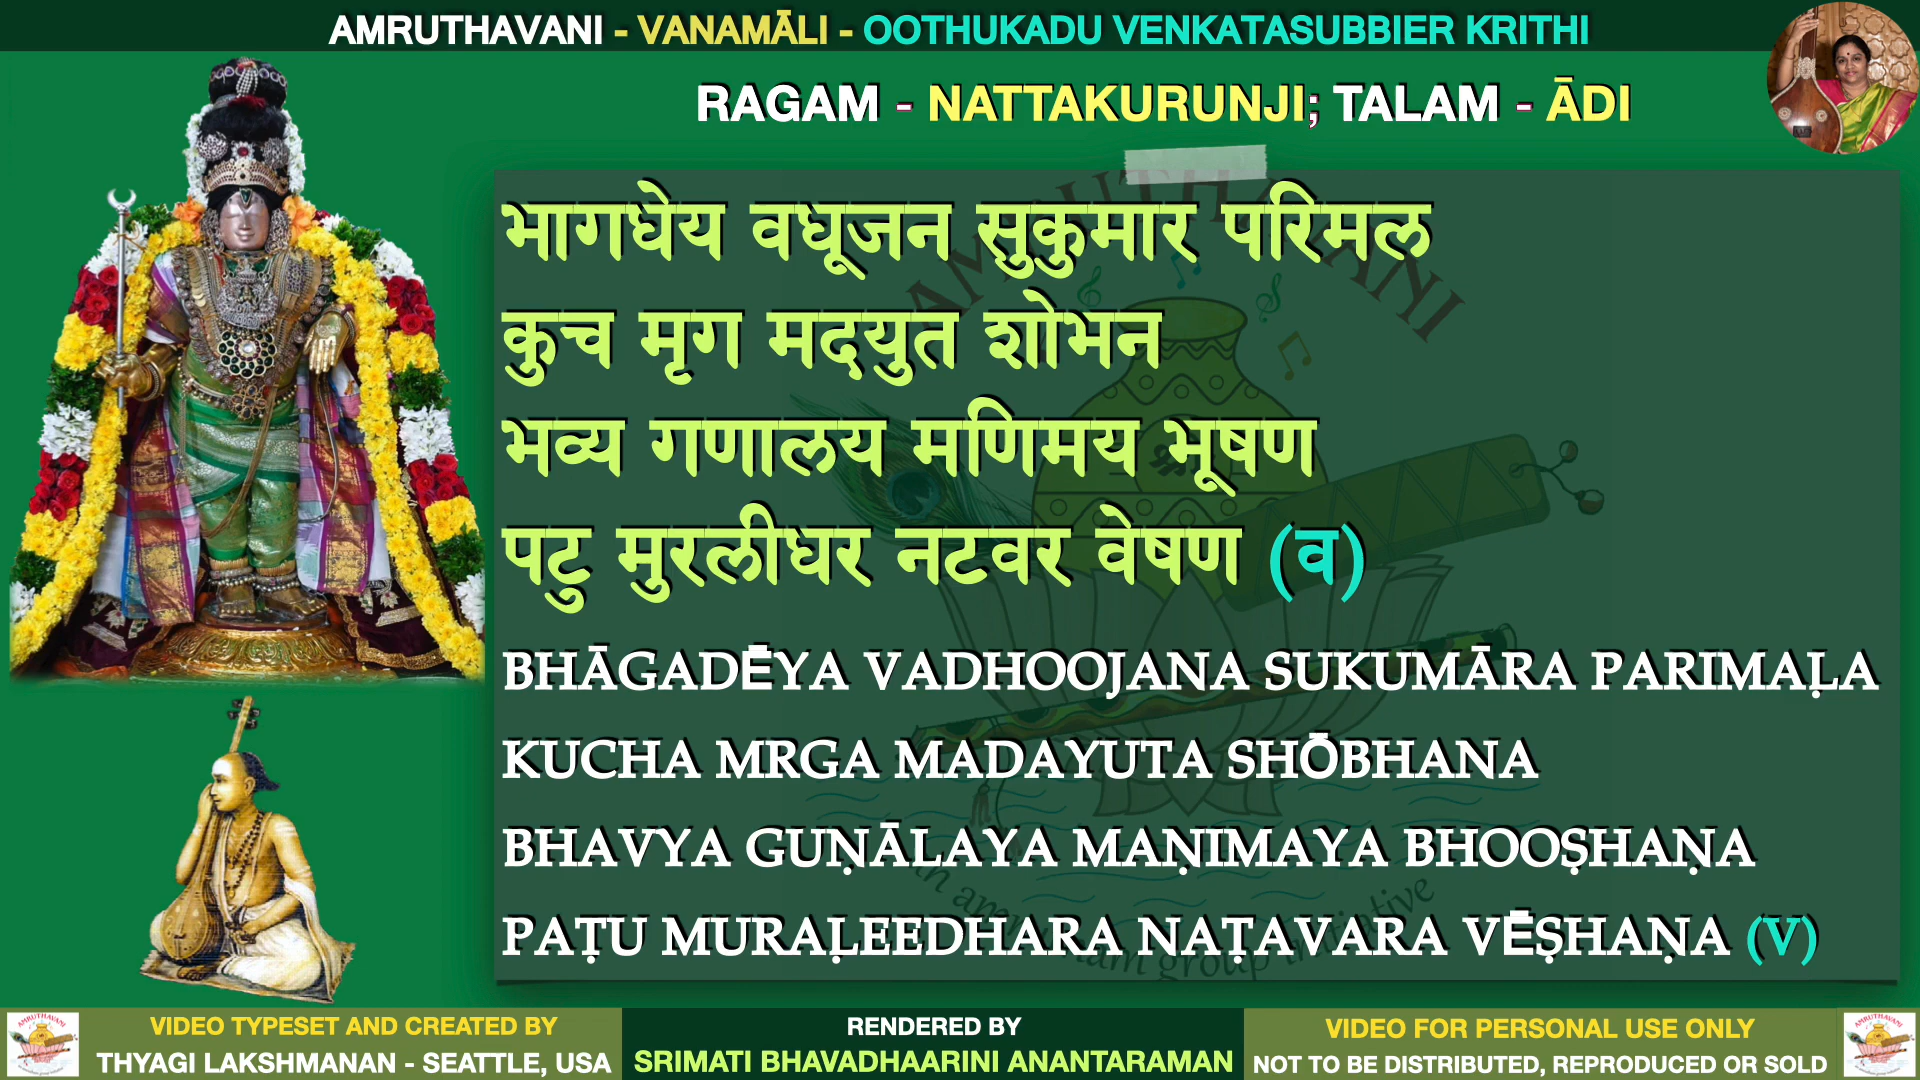 AMRUTHAVANI - VANAMĀLI - OOTHUKADU VENKATASUBBIER KRITHI
RAGAM - NATTAKURUNJI; TALAM - ĀDI
भागधेय वधूजन सुकुमार परिमल
कुच मृग मदयुत शोभन
भव्य गणालय मणिमय भूषण
पटु मुरलीधर नटवर वेषण (व)
BHĀGADĒYA VADHOOJANA SUKUMĀRA PARIMAḶA
KUCHA MRGA MADAYUTA SHŌBHANA
BHAVYA GUṆĀLAYA MAṆIMAYA BHOOṢHAṆA
PAṬU MURAḶEEDHARA NAṬAVARA VĒṢHAṆA (V)
VIDEO TYPESET AND CREATED BY
THYAGI LAKSHMANAN - SEATTLE, USA
RENDERED BY
SRIMATI BHAVADHAARINI ANANTARAMAN
VIDEO FOR PERSONAL USE ONLY
NOT TO BE DISTRIBUTED, REPRODUCED OR SOLD
AMRUTHAVANI